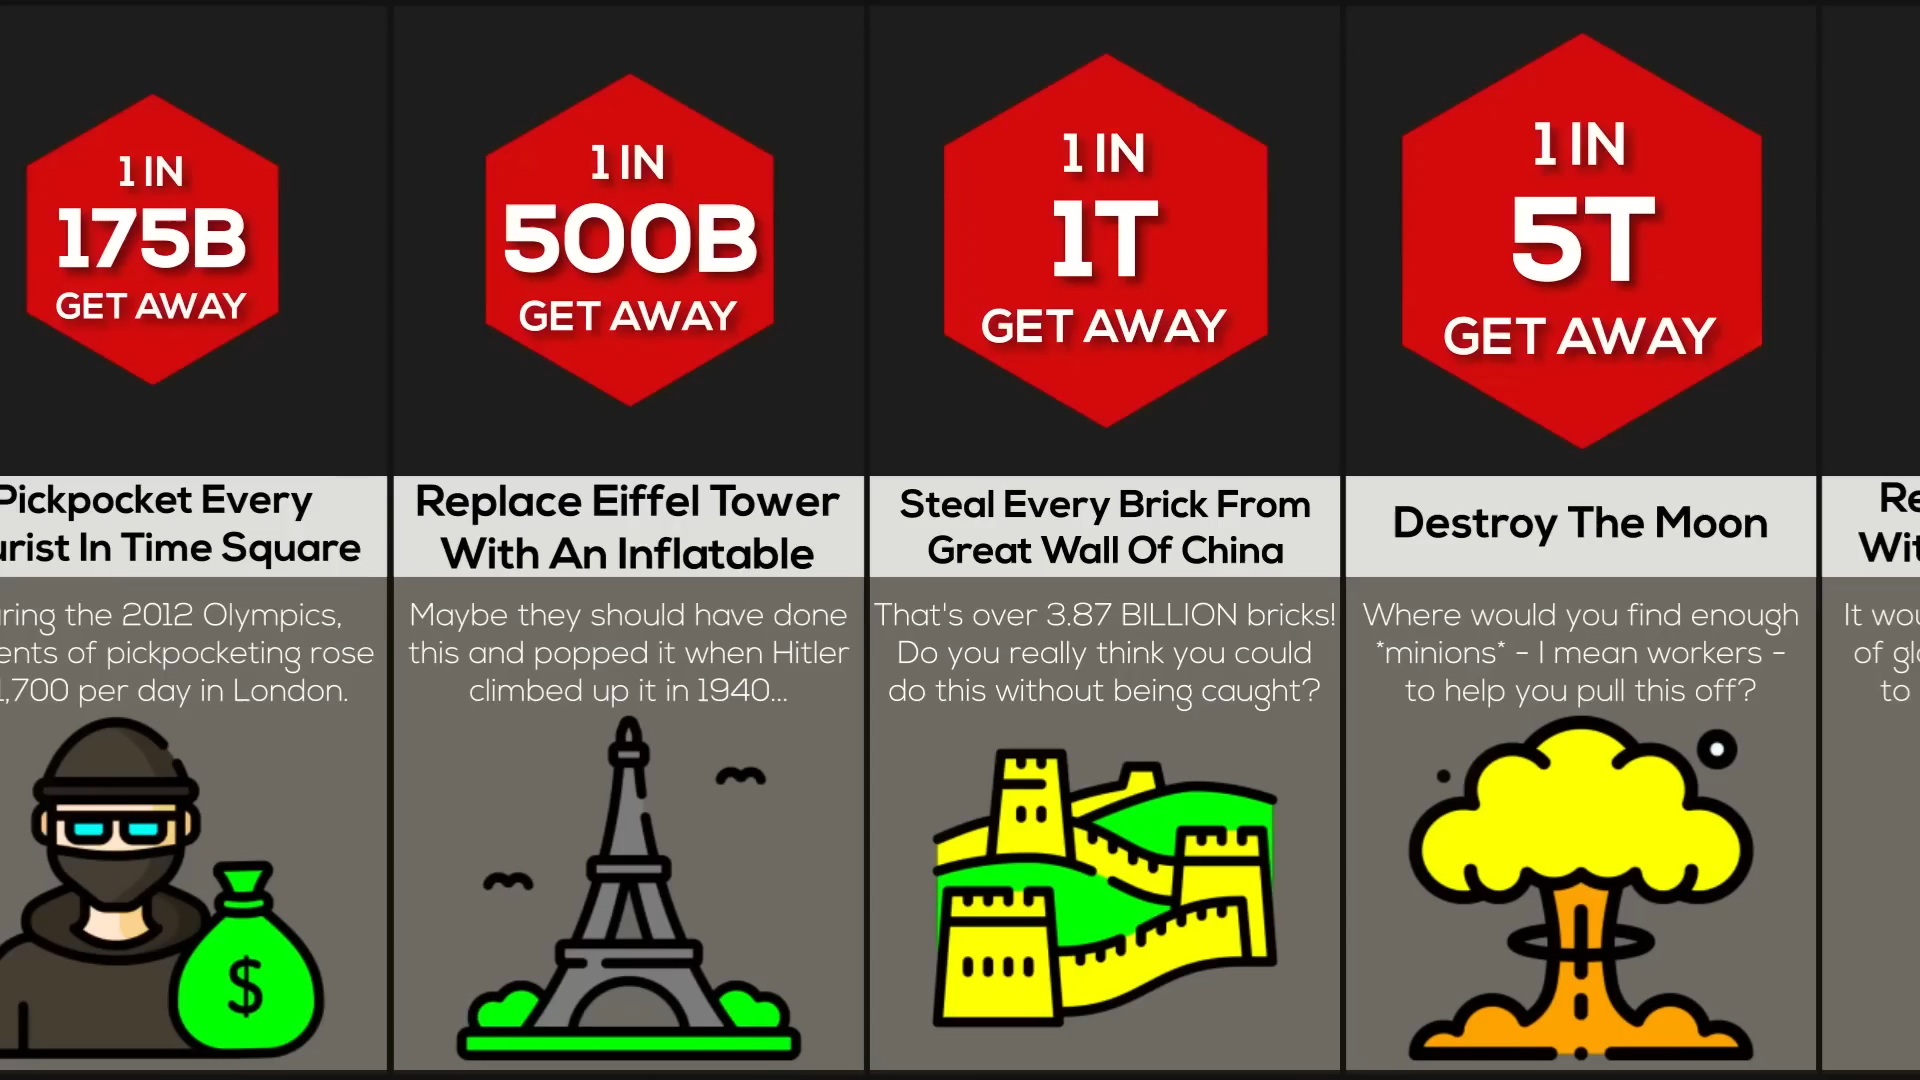 1 IN
175B
GET AWAY
Pickpocket Every
urist In Time Square
uring the 2012 Olympics,
ents of pickpocketing rose
1,700 per day in London.
$
1 IN
500B
GET AWAY
Replace Eiffel Tower
With An Inflatable
Maybe they should have done
this and popped it when Hitler
climbed up it in 1940...
1 IN
1T
GET AWAY
Steal Every Brick From
Great Wall Of China
That's over 3.87 BILLION bricks!
Do you really think you could
do this without being caught?
1 IN
5T
GET AWAY
Destroy The Moon
Where would you find enough
*minions* - I mean workers -
to help you pull this off?
Re
Wit
It wou
of gl
to